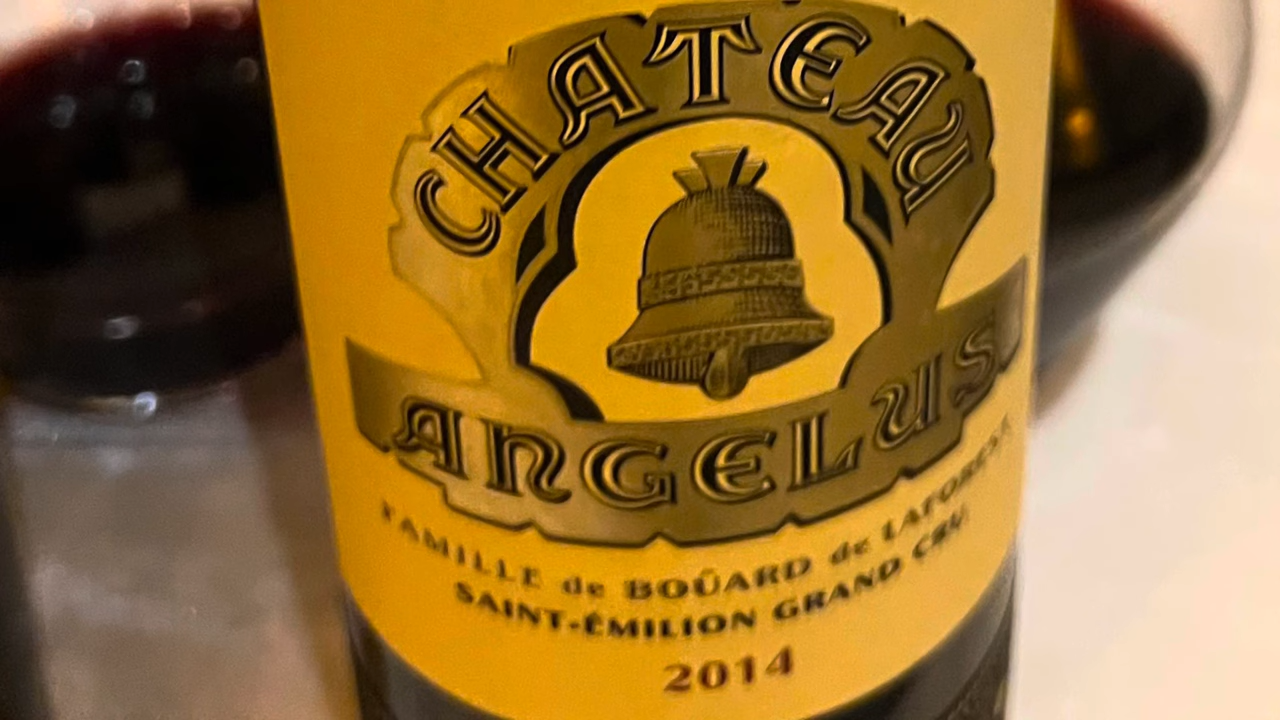 CHATEAU
ANGELUS
FAMILLE de BOÜARD de LAFOREST
SAINT-ÉMILION GRAND CRU
2014